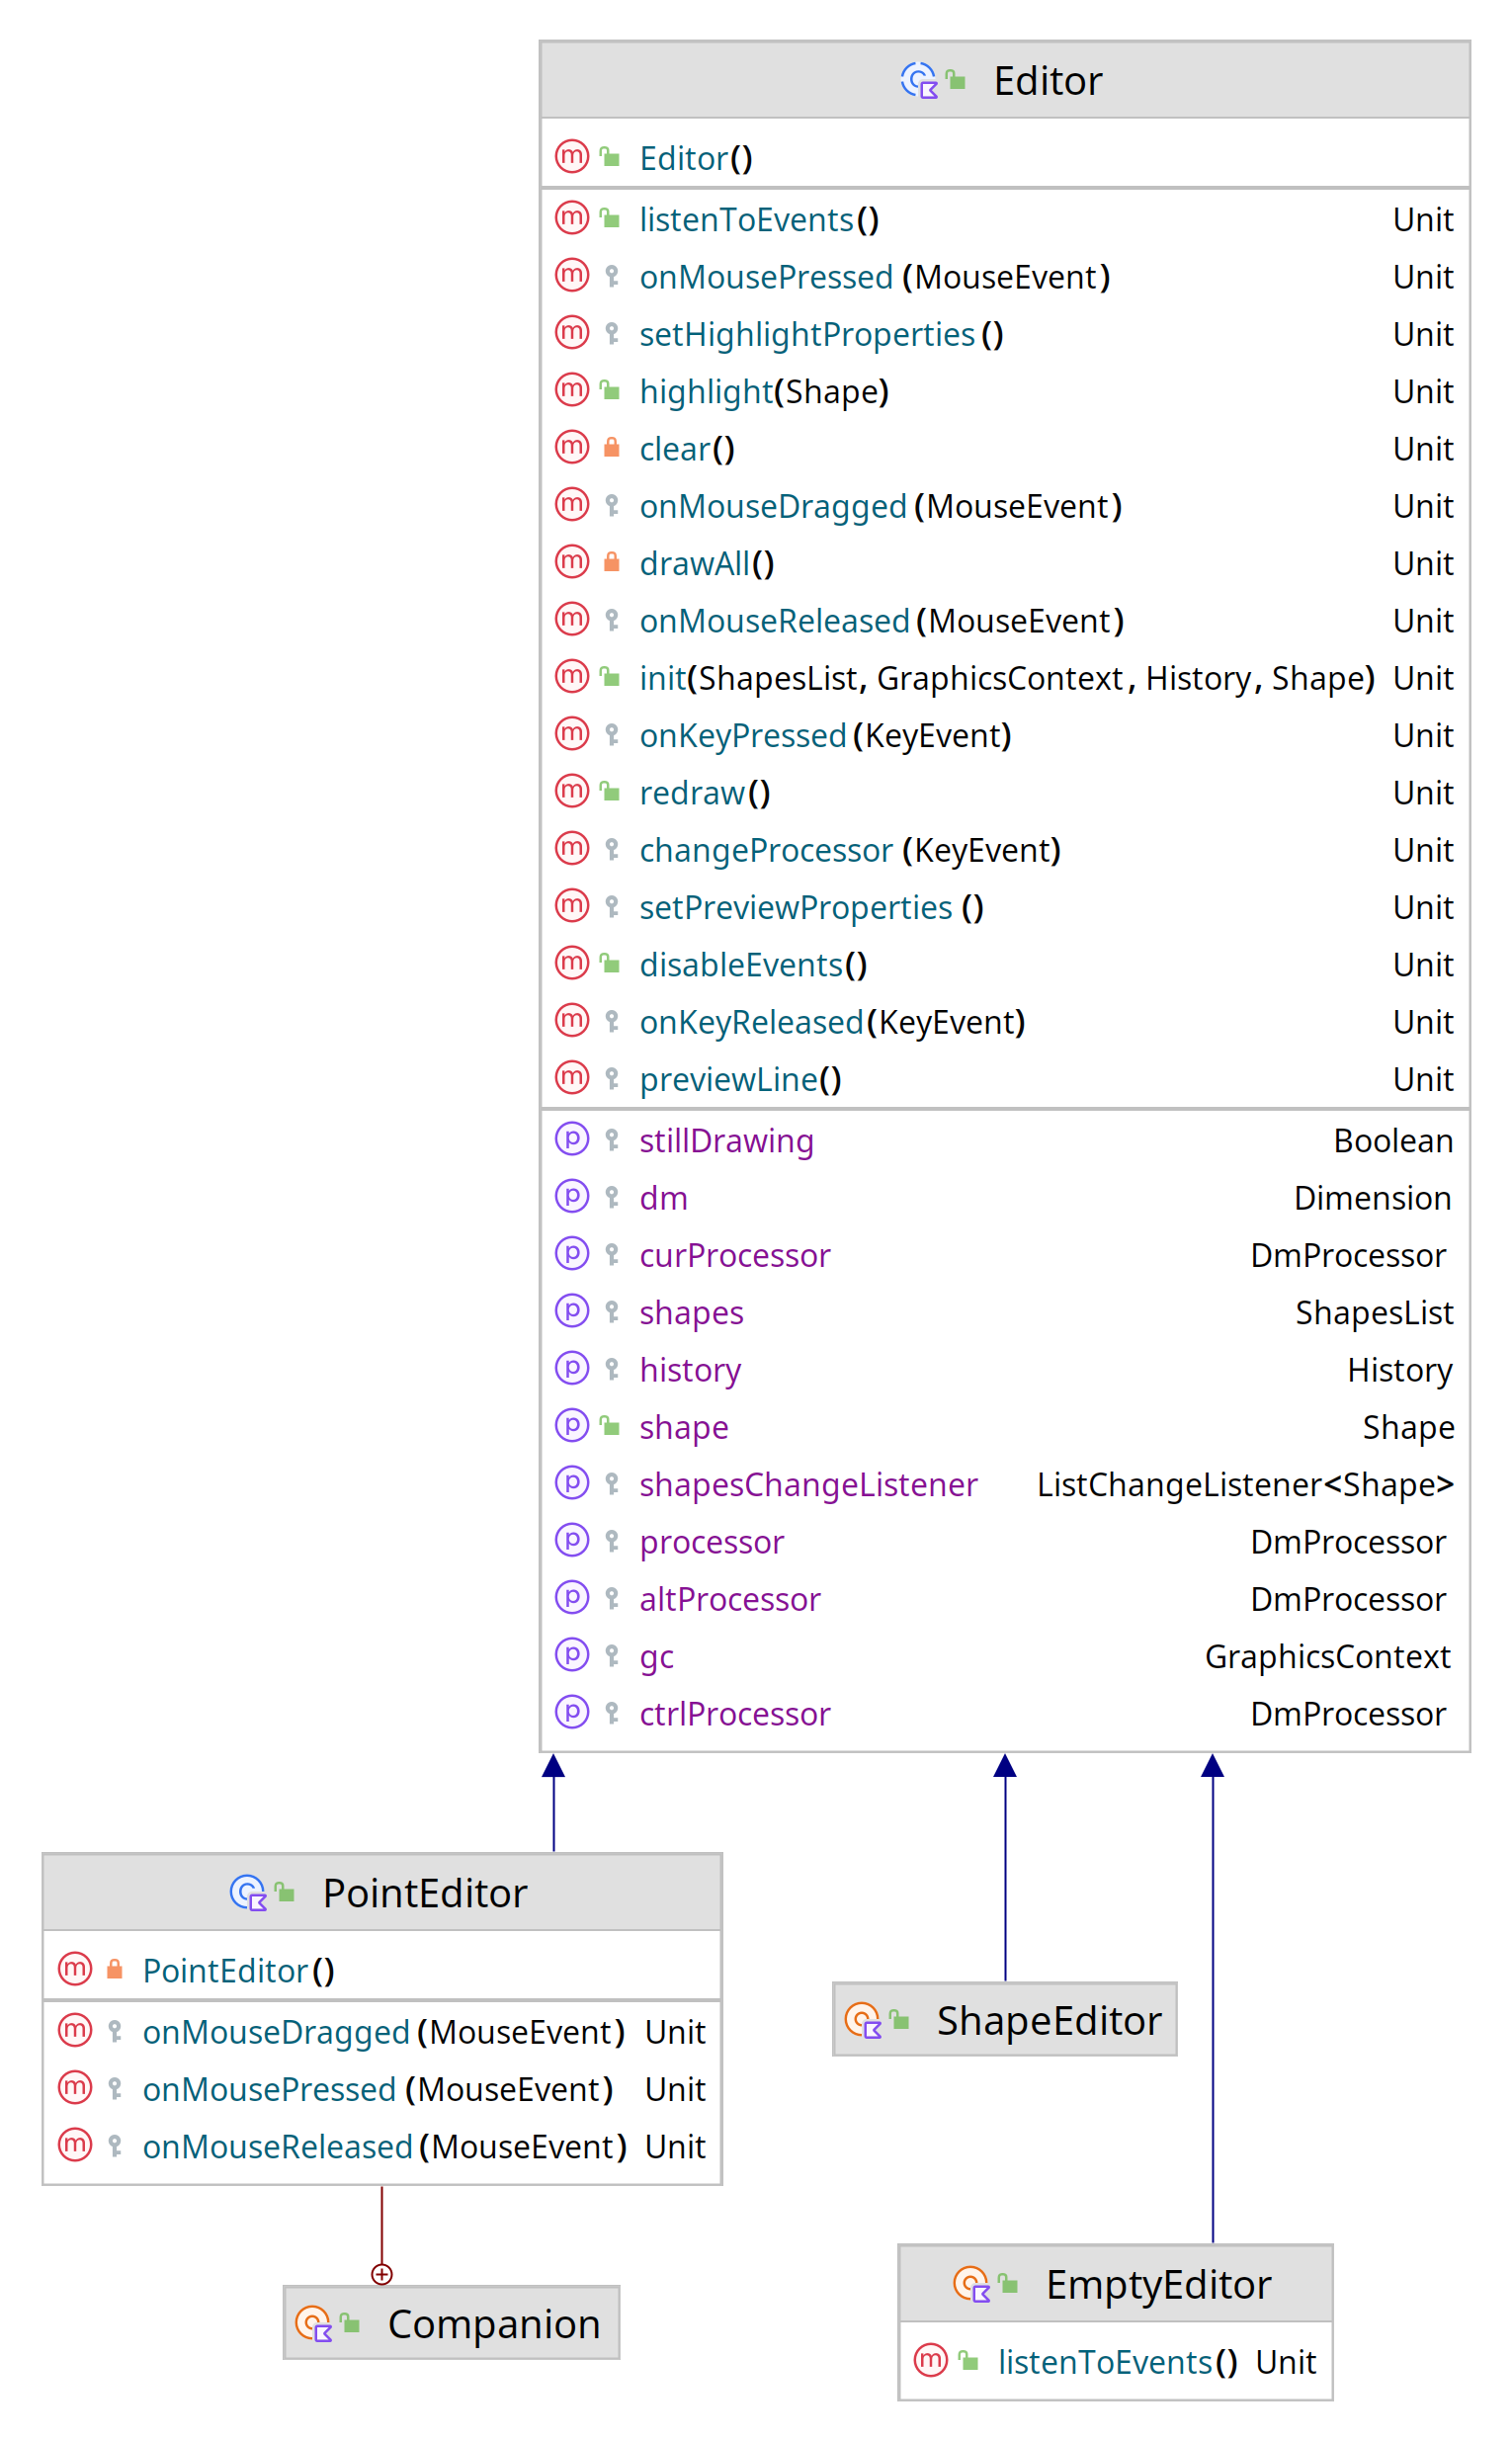 Editor
Editor()
listenToEvents() Unit
onMousePressed(MouseEvent) Unit
setHighlightProperties() Unit
highlight(Shape) Unit
clear() Unit
onMouseDragged(MouseEvent) Unit
drawAll() Unit
onMouseReleased(MouseEvent) Unit
init(ShapesList, GraphicsContext, History, Shape) Unit
onKeyPressed(KeyEvent) Unit
redraw() Unit
changeProcessor(KeyEvent) Unit
setPreviewProperties() Unit
disableEvents() Unit
onKeyReleased(KeyEvent) Unit
previewLine() Unit
stillDrawing Boolean
dm Dimension
curProcessor DmProcessor
shapes ShapesList
history History
shape Shape
shapesChangeListener ListChangeListener<Shape>
processor DmProcessor
altProcessor DmProcessor
gc GraphicsContext
ctrlProcessor DmProcessor
PointEditor
PointEditor()
onMouseDragged(MouseEvent) Unit
onMousePressed(MouseEvent) Unit
onMouseReleased(MouseEvent) Unit
ShapeEditor
Companion
EmptyEditor
listenToEvents() Unit